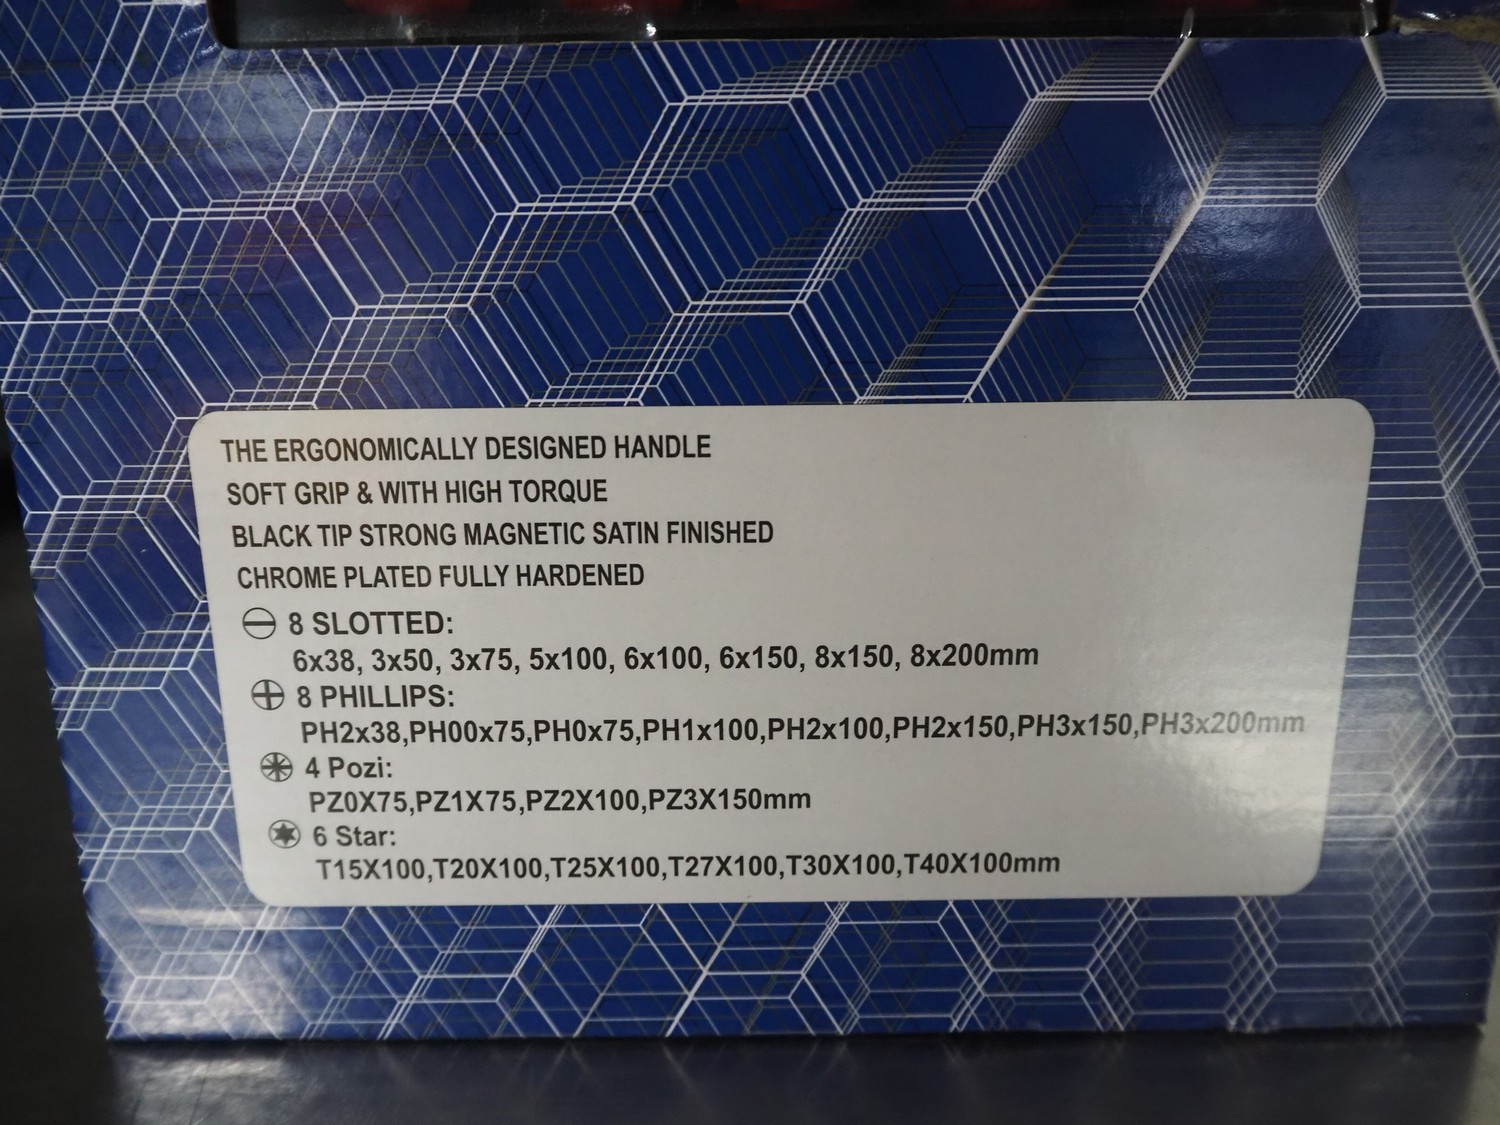 THE ERGONOMICALLY DESIGNED HANDLE
SOFT GRIP & WITH HIGH TORQUE
BLACK TIP STRONG MAGNETIC SATIN FINISHED
CHROME PLATED FULLY HARDENED
8 SLOTTED:
6x38, 3x50, 3x75, 5x100, 6x100, 6x150, 8x150, 8x200mm
8 PHILLIPS:
PH2x38,PH00x75,PH0x75,PH1x100,PH2x100,PH2x150,PH3x150,PH3x200mm
4 Pozi:
PZ0X75,PZ1X75,PZ2X100,PZ3X150mm
6 Star:
T15X100,T20X100,T25X100,T27X100,T30X100,T40X100mm